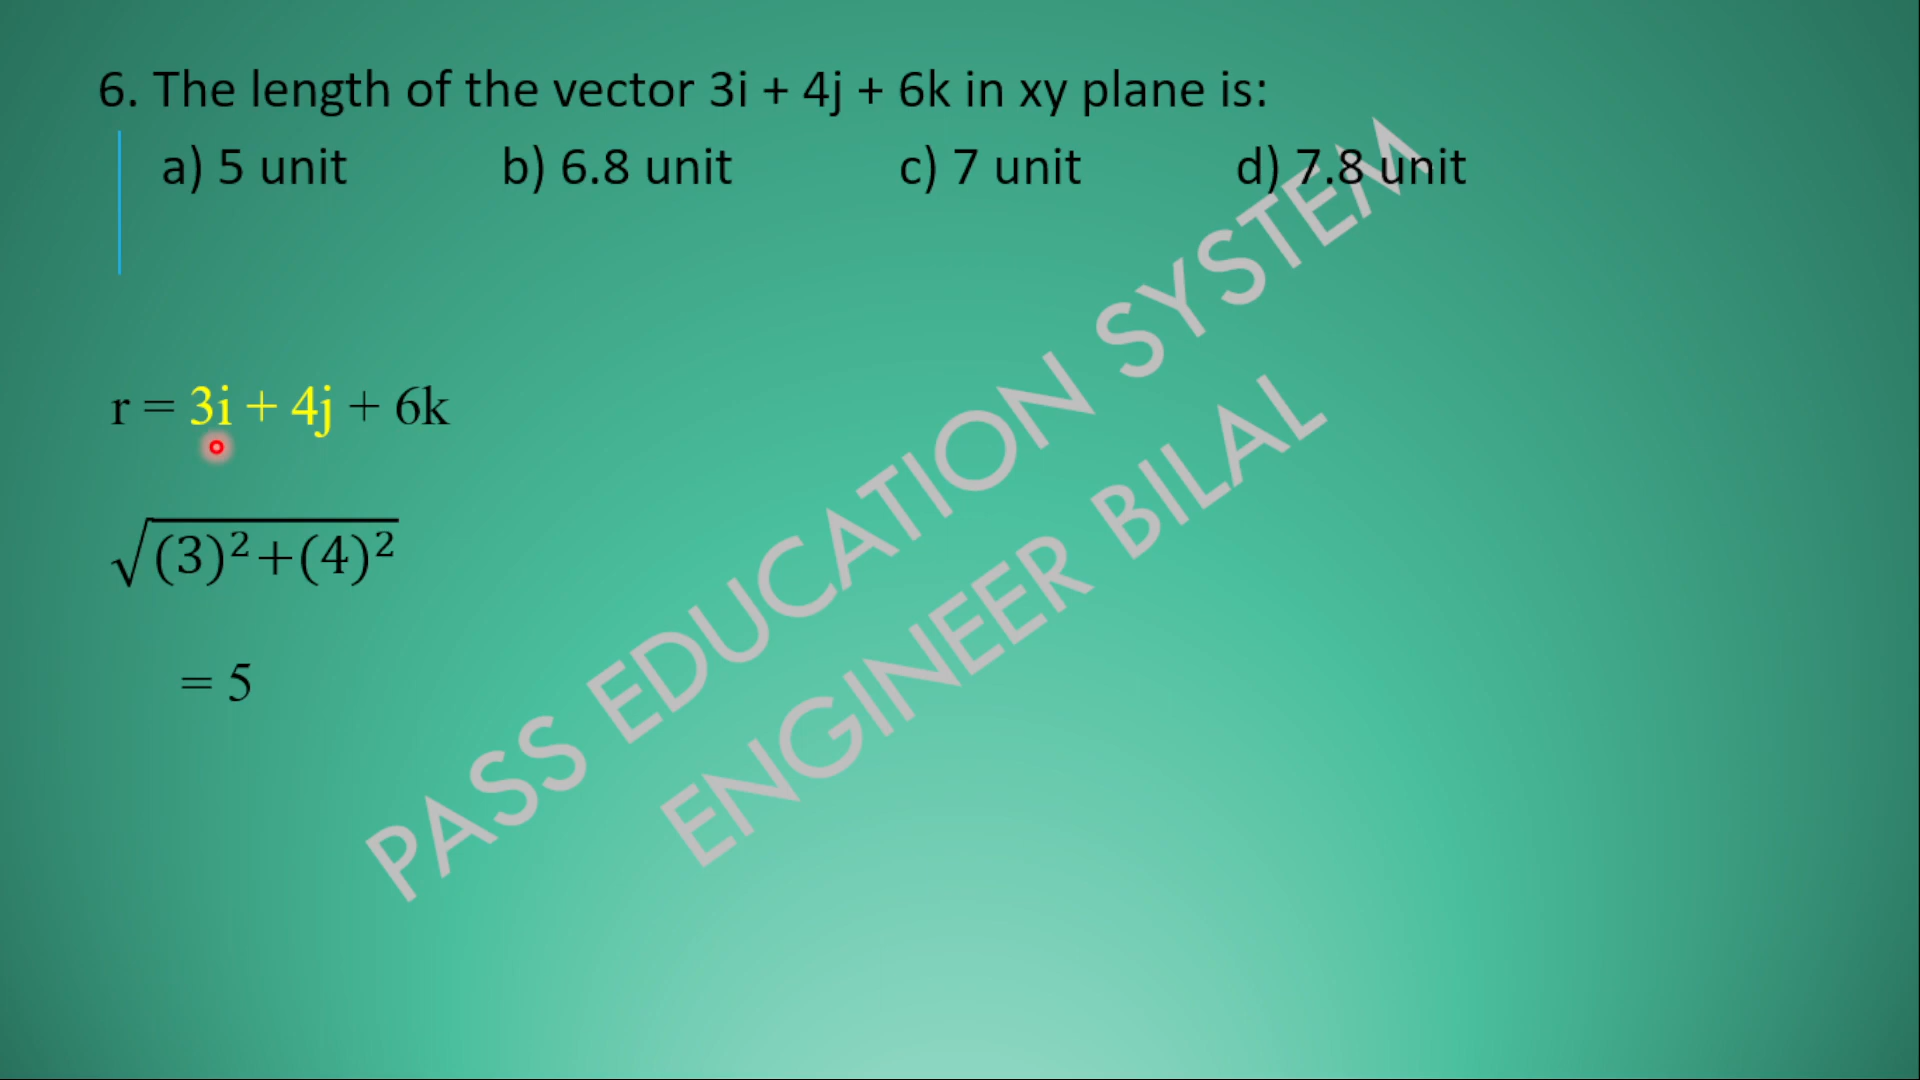 6. The length of the vector 3i + 4j + 6k in xy plane is:
a) 5 unit b) 6.8 unit c) 7 unit d) 7.8 unit
r = 3i + 4j + 6k
√(3)²+(4)²
= 5
PASS EDUCATION SYSTEM
ENGINEER BILAL